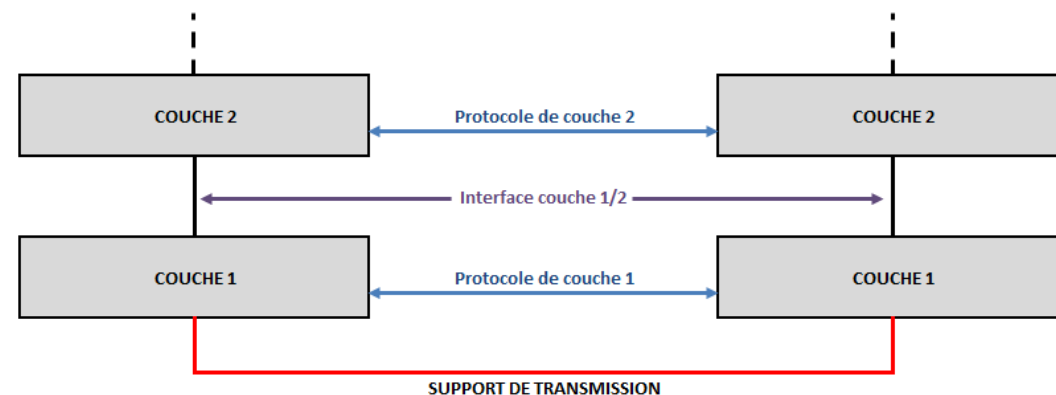 COUCHE 2
Protocole de couche 2
COUCHE 2
Interface couche 1/2
COUCHE 1
Protocole de couche 1
COUCHE 1
SUPPORT DE TRANSMISSION